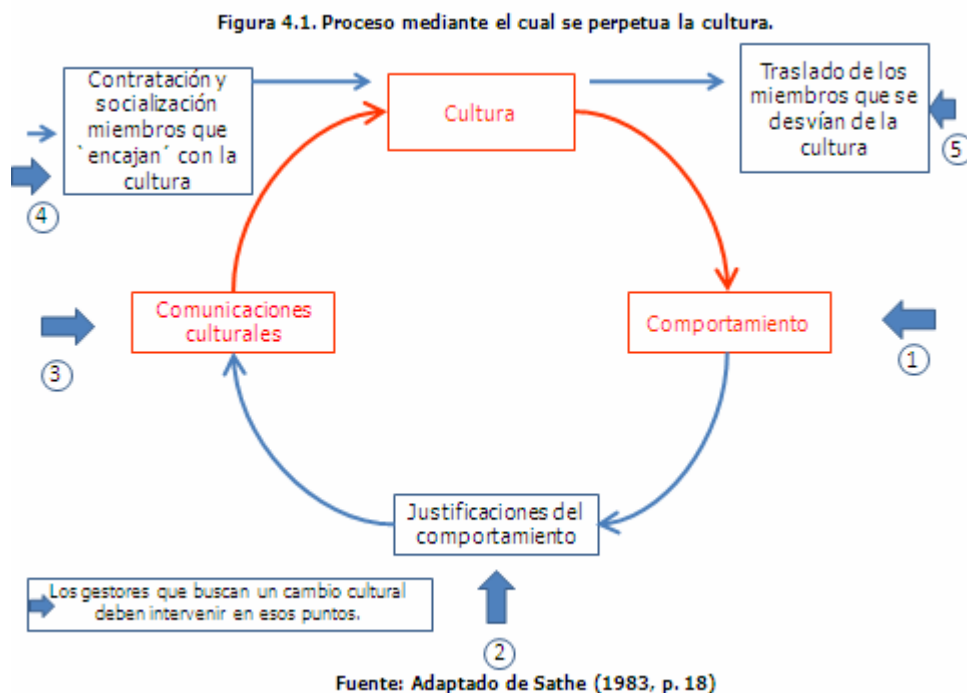 Figura 4.1. Proceso mediante el cual se perpetua la cultura.
Contratación y
socialización
miembros que
`encajan´ con la
cultura
Cultura
Traslado de los
miembros que se
desvían de la
cultura
5
4
Comunicaciones
culturales
Comportamiento
3
1
Justificaciones del
comportamiento
Los gestores que buscan un cambio cultural
deben intervenir en esos puntos.
2
Fuente: Adaptado de Sathe (1983, p. 18)